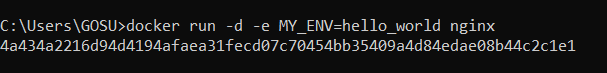 C:\Users\GOSU>docker run -d -e MY_ENV=hello_world nginx
4a434a2216d94d4194afaea31fecd07c70454bb35409a4d84edae08b44c2c1e1